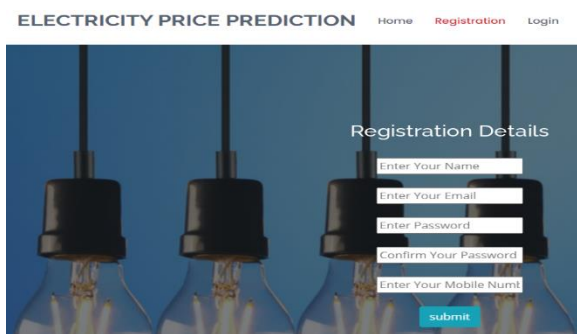 ELECTRICITY PRICE PREDICTION Home Registration Login
Registration Details
Enter Your Name
Enter Your Email
Enter Password
Confirm Your Password
Enter Your Mobile Numb
submit